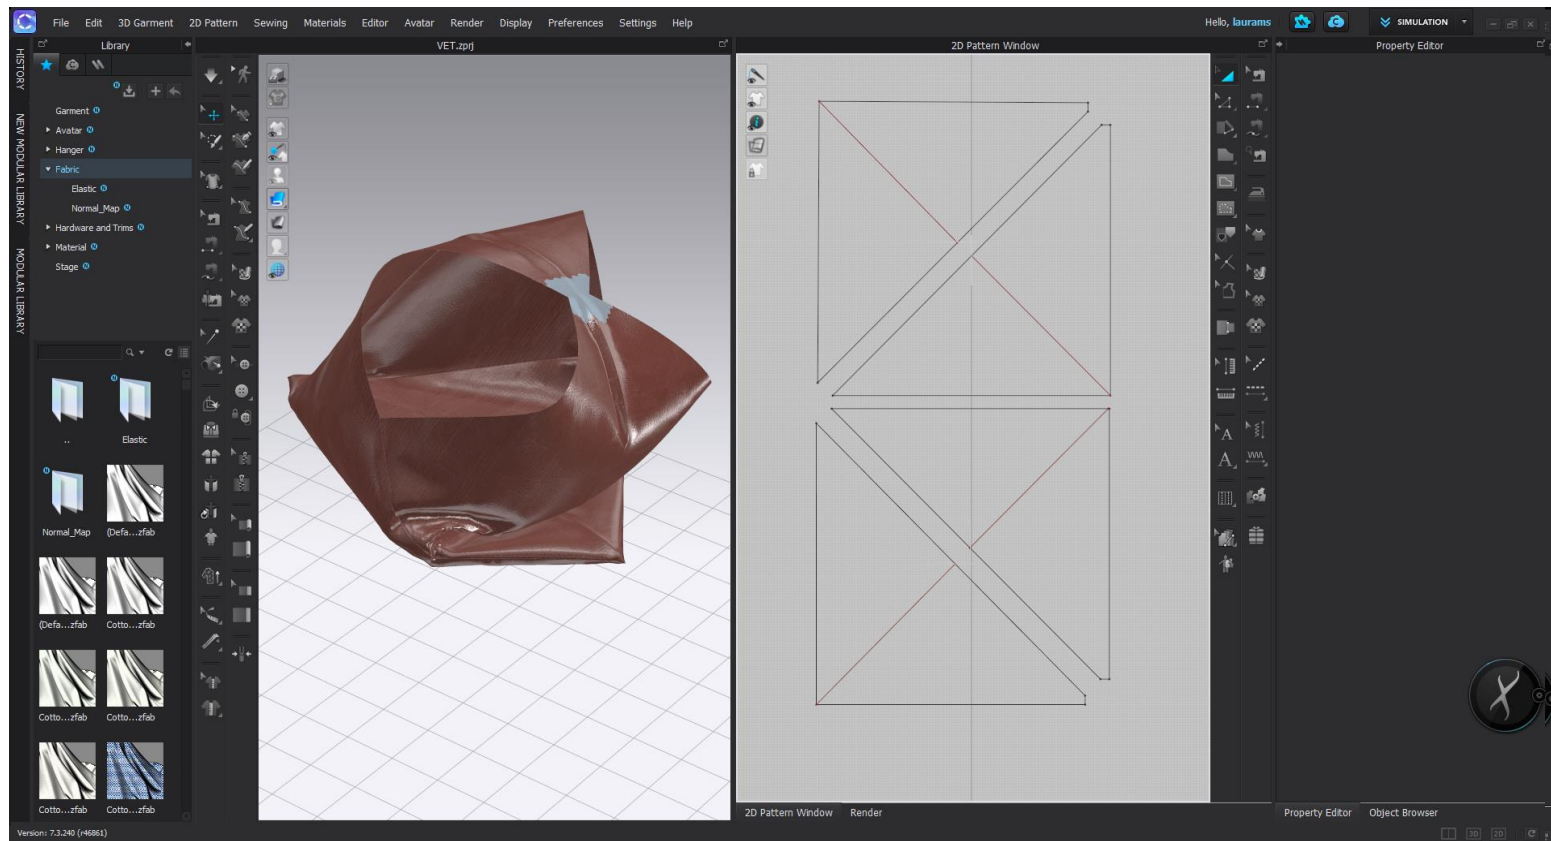 File Edit 3D Garment 2D Pattern Sewing Materials Editor Avatar Render Display Preferences Settings Help
Hello, laurams
SIMULATION
HISTORY
NEW MODULAR LIBRARY
MODULAR LIBRARY
Library
VET.zprj
2D Pattern Window
Property Editor
Garment
Avatar
Hanger
Fabric
Elastic
Normal_Map
Hardware and Trims
Material
Stage
..
Elastic
Normal_Map
(Defa...zfab
(Defa...zfab
Cotto...zfab
Cotto...zfab
Cotto...zfab
Cotto...zfab
Cotto...zfab
2D Pattern Window Render
Property Editor Object Browser
Version: 7.3.240 (r46861)
3D 2D